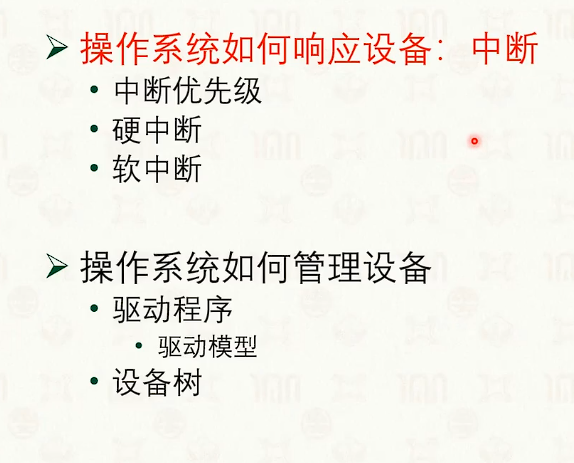 操作系统如何响应设备：中断
中断优先级
硬中断
软中断
操作系统如何管理设备
驱动程序
驱动模型
设备树